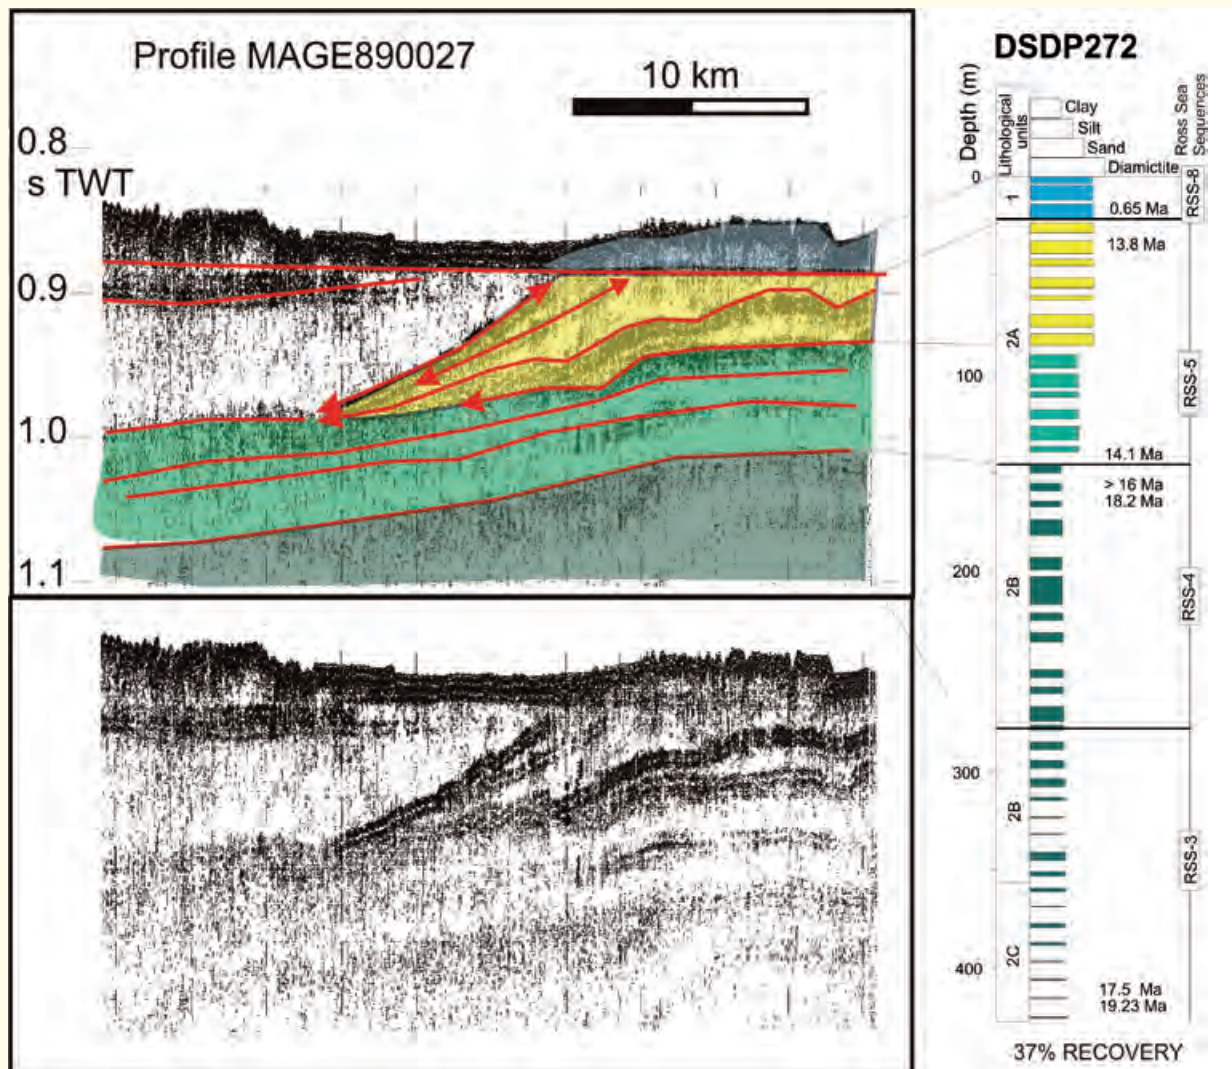 Profile MAGE890027
10 km
0.8
s TWT
0.9
1.0
1.1
DSDP272
Depth (m)
Lithological units
Ross Sea Sequences
Clay
Silt
Sand
Diamictite
0
1
0.65 Ma
RSS-8
13.8 Ma
2A
100
RSS-5
14.1 Ma
> 16 Ma
18.2 Ma
200
2B
RSS-4
300
2B
RSS-3
400
2C
17.5 Ma
19.23 Ma
37% RECOVERY